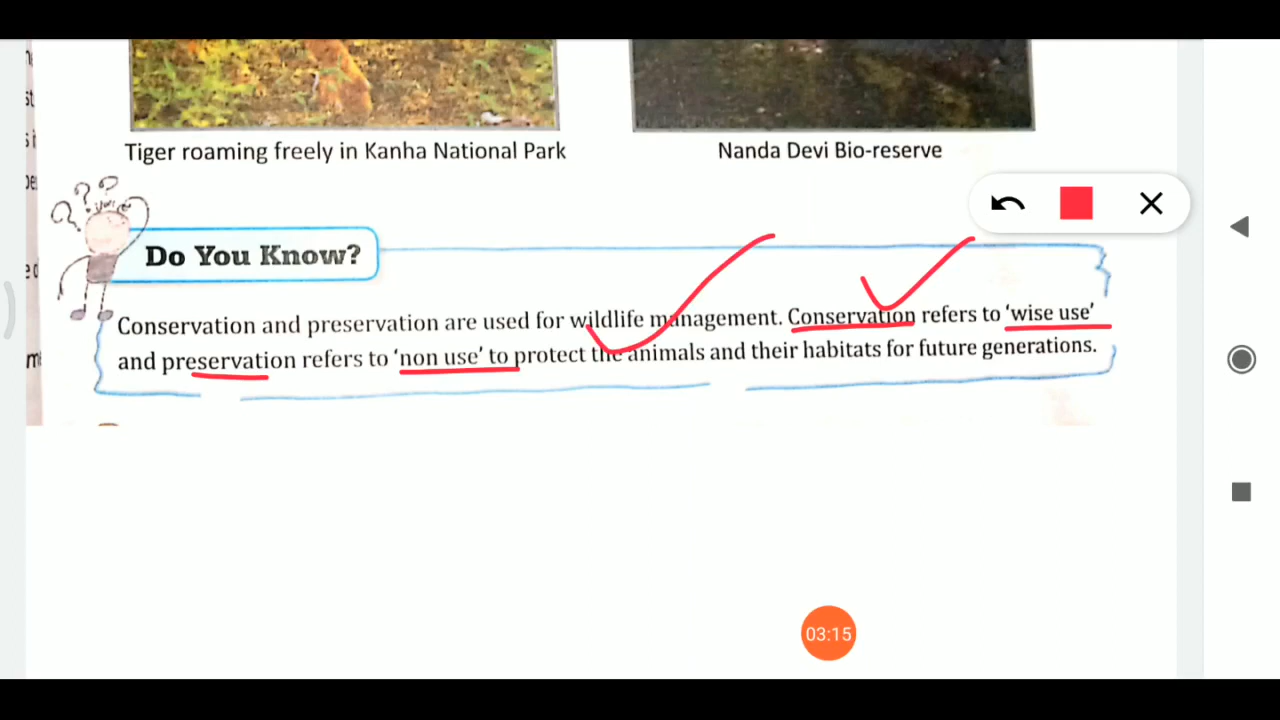 Tiger roaming freely in Kanha National Park
Nanda Devi Bio-reserve
? ? ?
Do You Know?
Conservation and preservation are used for wildlife management. Conservation refers to ‘wise use’
and preservation refers to ‘non use’ to protect the animals and their habitats for future generations.
03:15